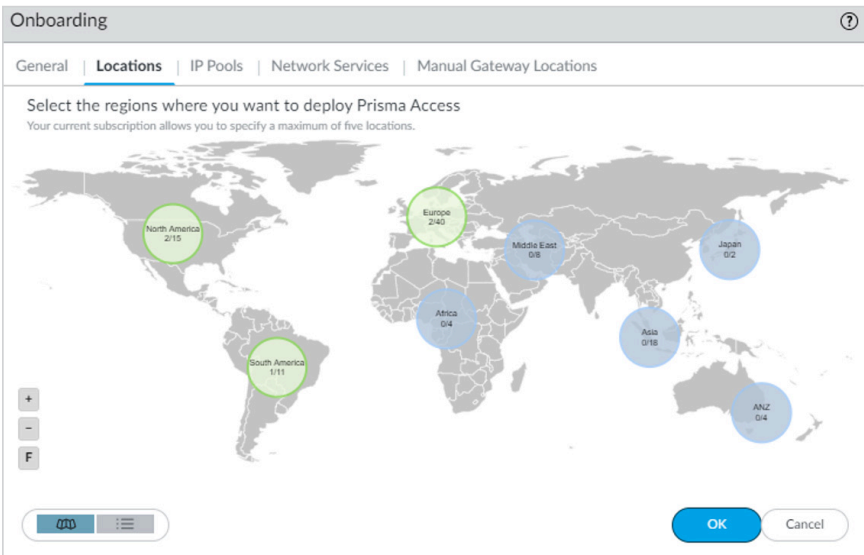 Onboarding
?
General | Locations | IP Pools | Network Services | Manual Gateway Locations
Select the regions where you want to deploy Prisma Access
Your current subscription allows you to specify a maximum of five locations.
Europe
2/40
North America
2/15
Middle East
0/8
Japan
0/2
Africa
0/4
Asia
0/18
South America
1/11
ANZ
0/4
+
−
F
OK
Cancel